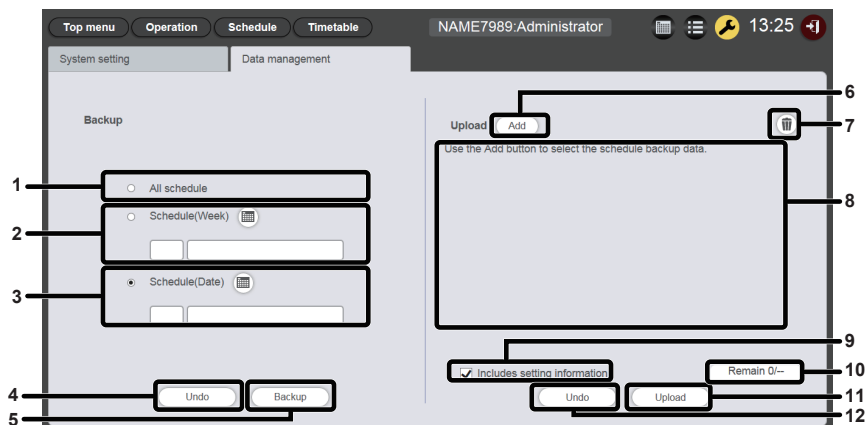 Top menu Operation Schedule Timetable NAME7989:Administrator 13:25
System setting Data management
Backup
1 All schedule
2 Schedule(Week)
3 Schedule(Date)
4 Undo
5 Backup
6
Upload Add
7
Use the Add button to select the schedule backup data.
8
9
Includes setting information
Remain 0/-- 10
Undo Upload 11
12